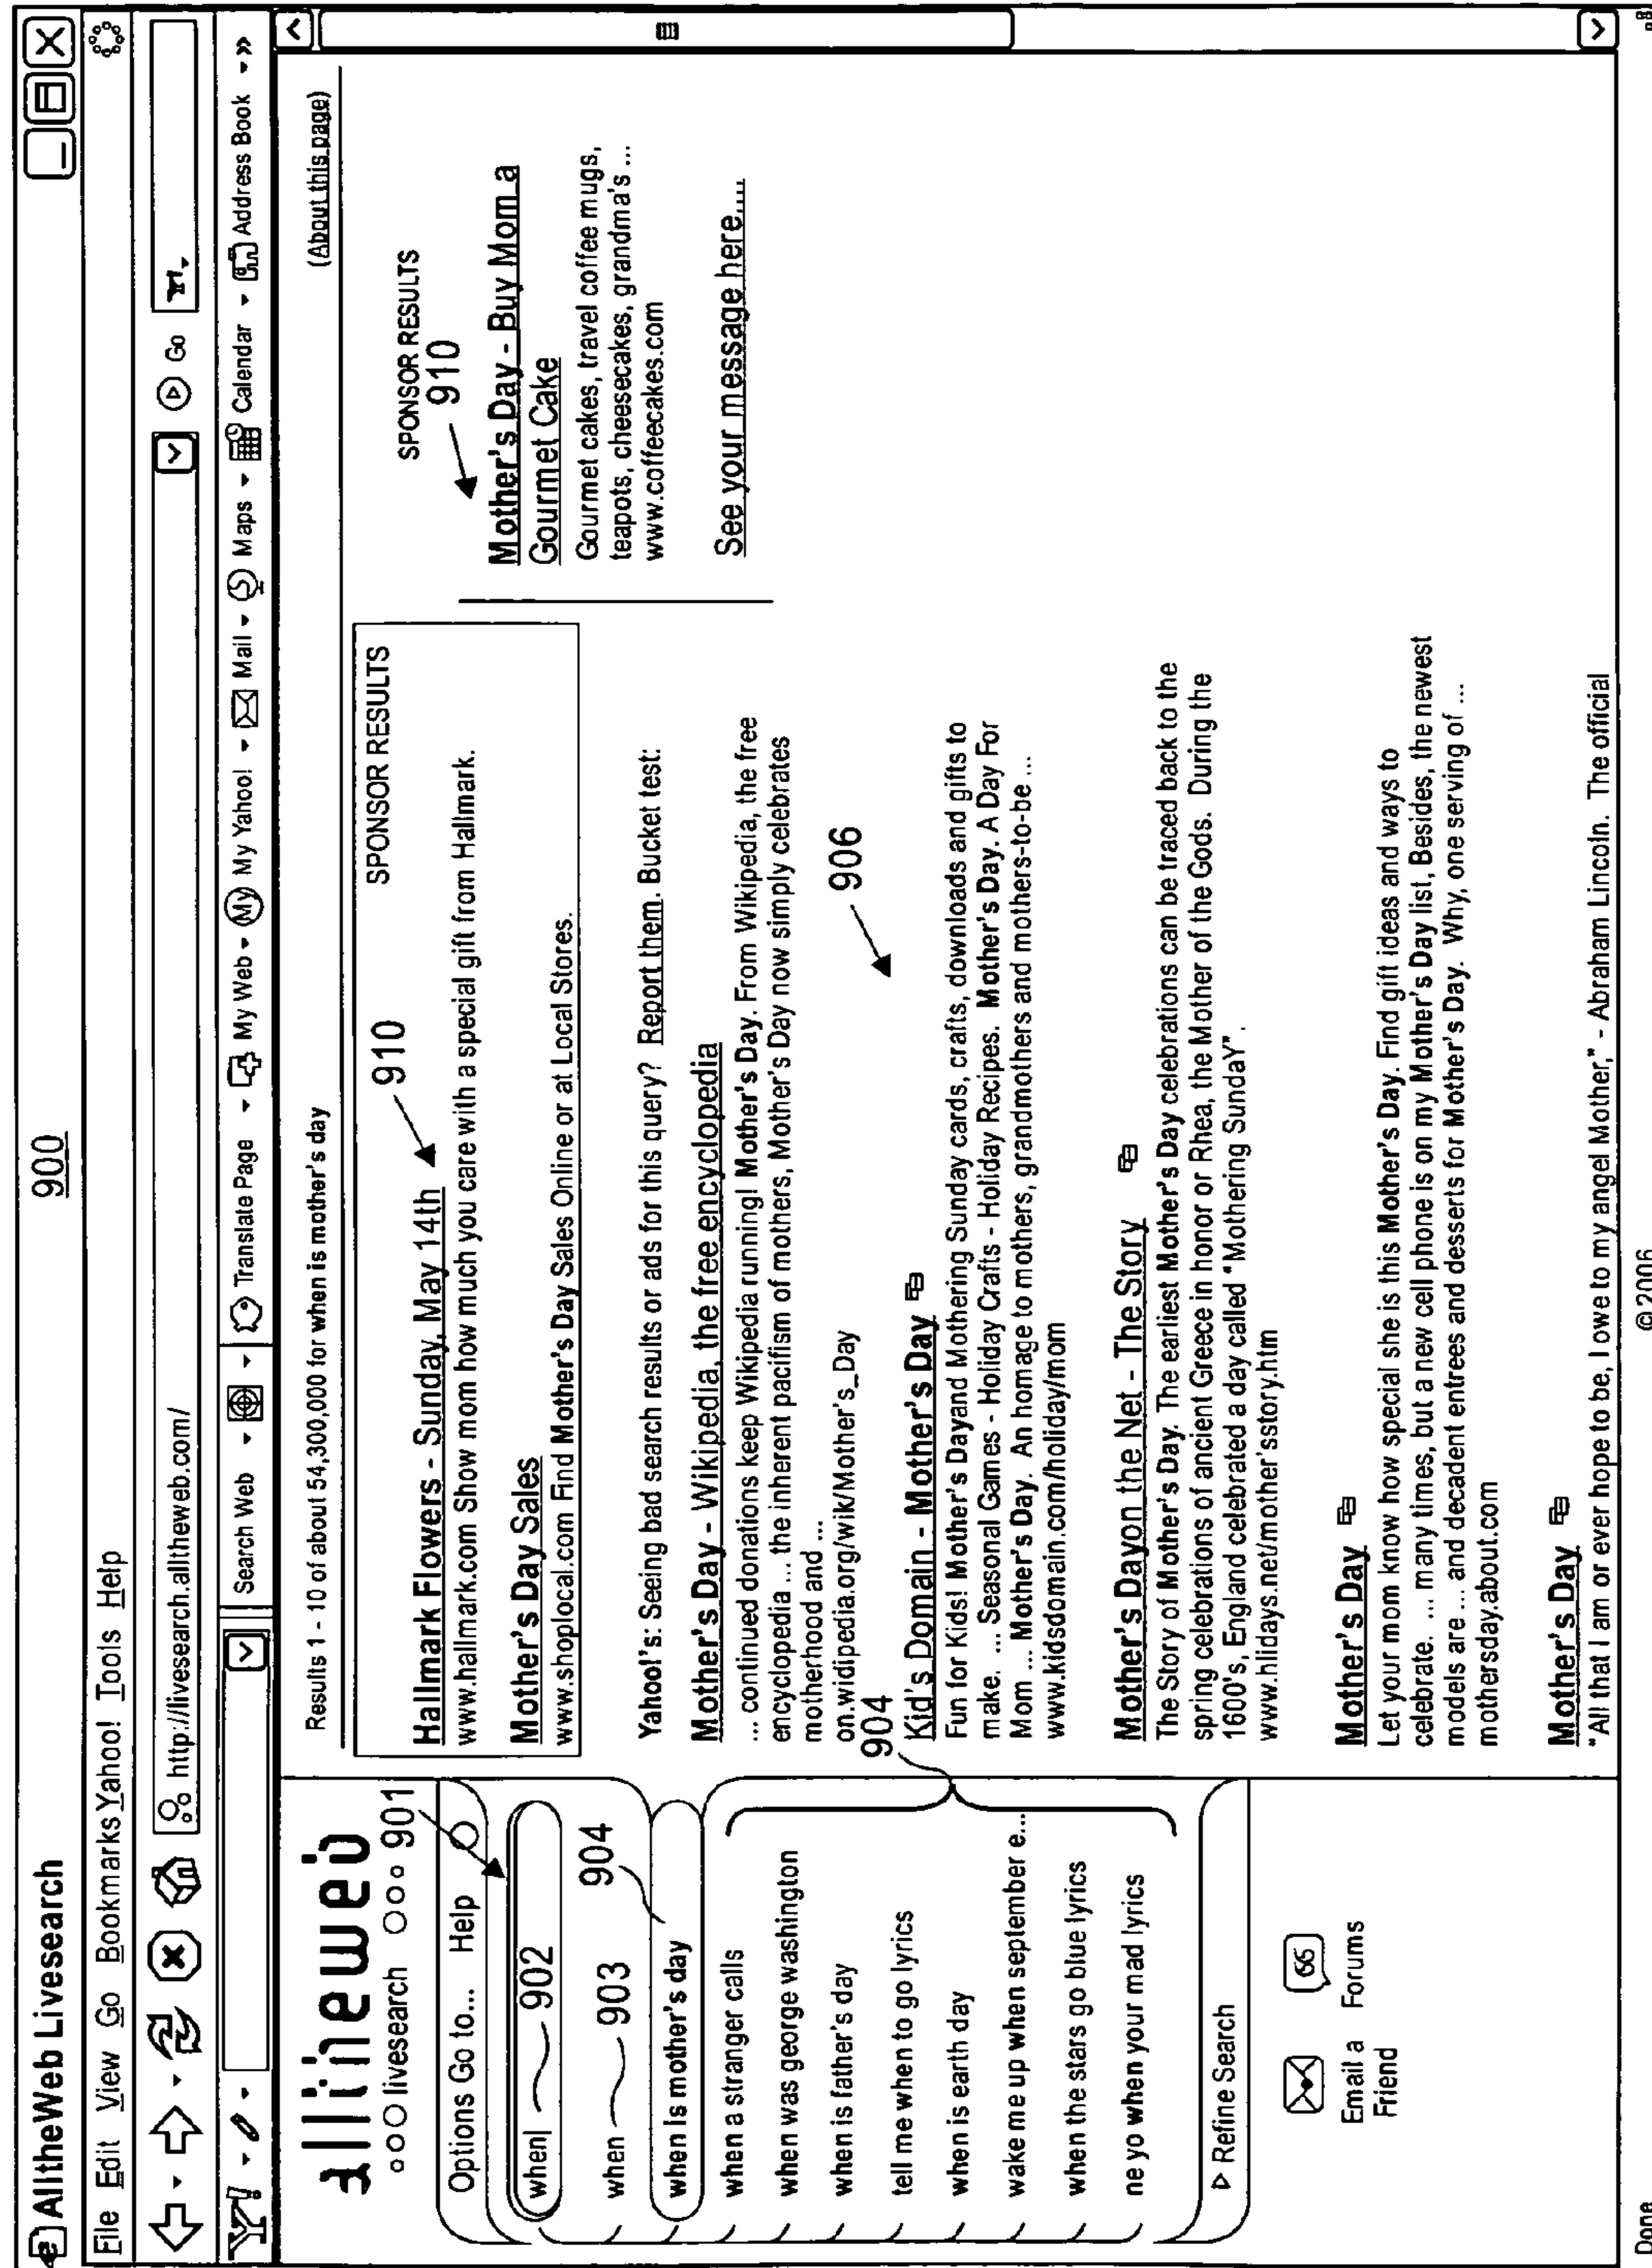 900
AlltheWeb Livesearch
File Edit View Go Bookmarks Yahoo! Tools Help
http://livesearch.alltheweb.com/
Go
Search Web
Translate Page
My Web
My Yahoo!
Mail
Maps
Calendar
Address Book
alltheweb
livesearch
901
Options Go to... Help
when
902
when
903
904
when Is mother's day
when a stranger calls
when was george washington
when is father's day
tell me when to go lyrics
when is earth day
wake me up when september e...
when the stars go blue lyrics
ne yo when your mad lyrics
904
Refine Search
Email a
Friend
Forums
Results 1 - 10 of about 54,300,000 for when is mother's day
(About this page)
SPONSOR RESULTS
910
Hallmark Flowers - Sunday, May 14th
www.hallmark.com Show mom how much you care with a special gift from Hallmark.
Mother's Day Sales
www.shoplocal.com Find Mother's Day Sales Online or at Local Stores.
Yahool's: Seeing bad search results or ads for this query? Report them. Bucket test:
Mother's Day - Wikipedia, the free encyclopedia
... continued donations keep Wikipedia running! Mother's Day. From Wikipedia, the free
encyclopedia ... the inherent pacifism of mothers, Mother's Day now simply celebrates
motherhood and ...
on.widipedia.org/wik/Mother's_Day
906
Kid's Domain - Mother's Day
Fun for Kids! Mother's Dayand Mothering Sunday cards, crafts, downloads and gifts to
make. ... Seasonal Games - Holiday Crafts - Holiday Recipes. Mother's Day. A Day For
Mom ... Mother's Day. An homage to mothers, grandmothers and mothers-to-be ...
www.kidsdomain.com/holiday/mom
Mother's Dayon the Net - The Story
The Story of Mother's Day. The earliest Mother's Day celebrations can be traced back to the
spring celebrations of ancient Greece in honor or Rhea, the Mother of the Gods. During the
1600's, England celebrated a day called "Mothering SundaY".
www.hlidays.net/mother'sstory.htm
Mother's Day
Let your mom know how special she is this Mother's Day. Find gift ideas and ways to
celebrate. ... many times, but a new cell phone is on my Mother's Day list, Besides, the newest
models are ... and decadent entrees and desserts for Mother's Day. Why, one serving of ...
mothersday.about.com
Mother's Day
"All that I am or ever hope to be, I owe to my angel Mother," - Abraham Lincoln. The official
SPONSOR RESULTS
910
Mother's Day - Buy Mom a
Gourmet Cake
Gourmet cakes, travel coffee mugs,
teapots, cheesecakes, grandma's ...
www.coffeecakes.com
See your message here...
Done
© 2006